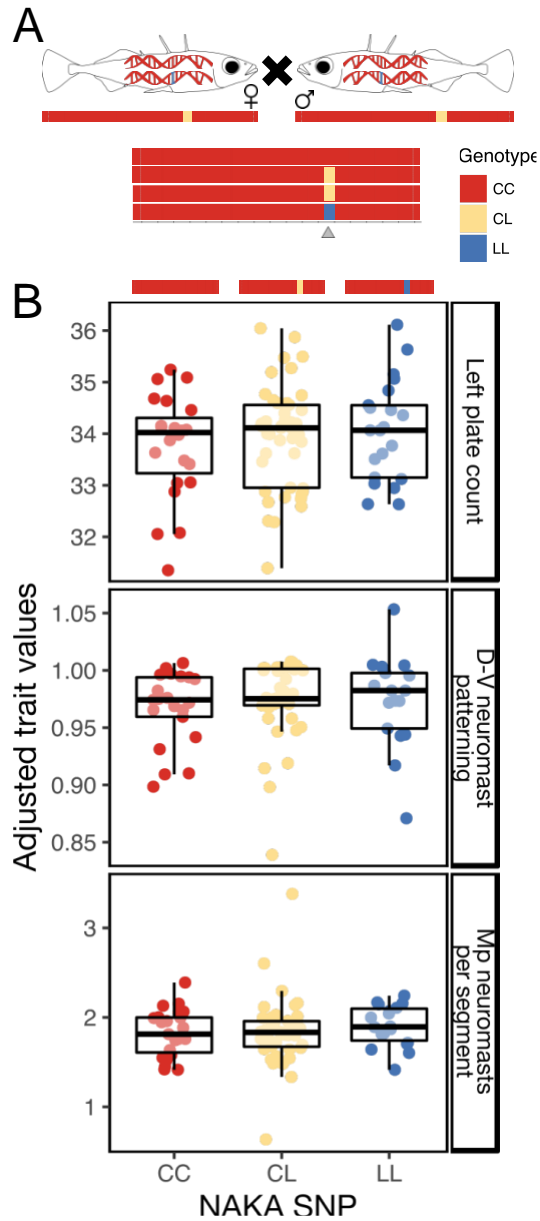 A
♀
♂
Genotype
CC
CL
LL
B
36
35
34
33
32
Left plate count
1.05
1.00
0.95
0.90
0.85
D-V neuromast
patterning
3
2
1
Mp neuromasts
per segment
Adjusted trait values
CC
CL
LL
NAKA SNP